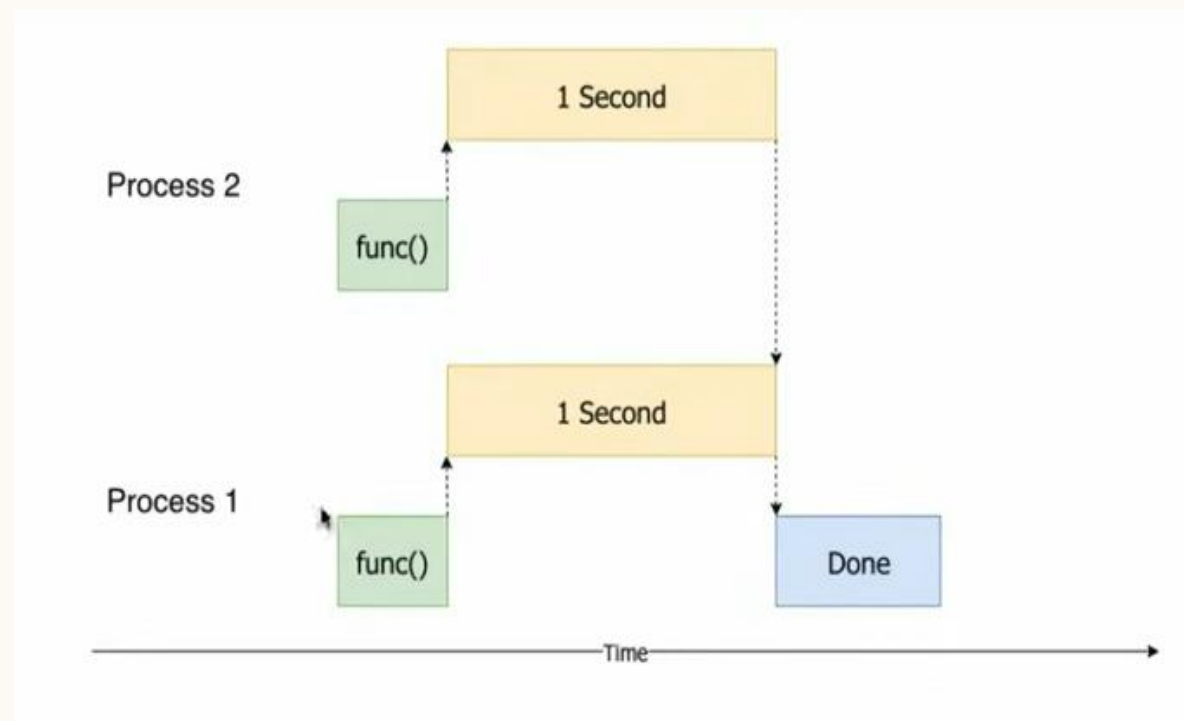 1 Second
Process 2
func()
1 Second
Process 1
func()
Done
Time